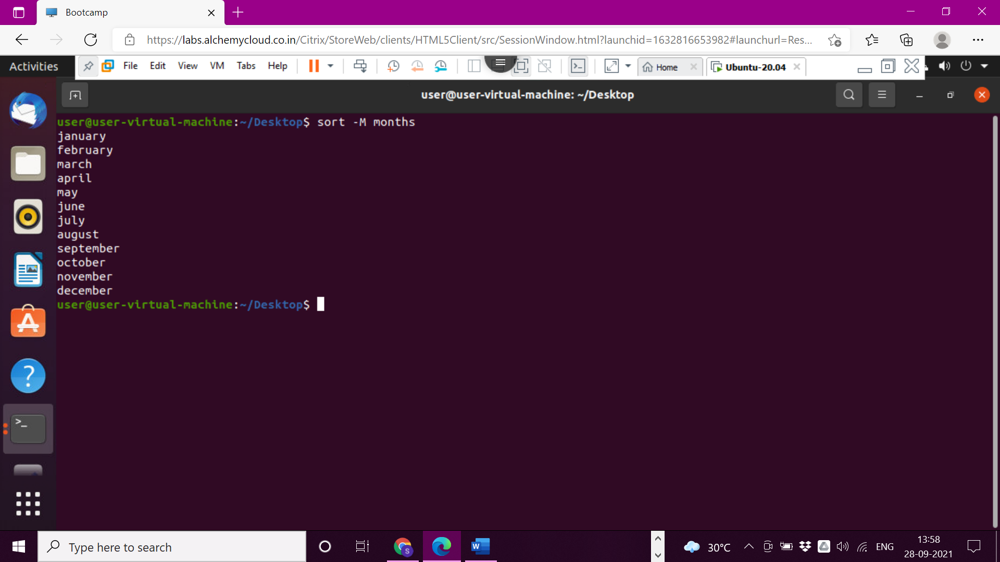 Bootcamp
https://labs.alchemycloud.co.in/Citrix/StoreWeb/clients/HTML5Client/src/SessionWindow.html?launchid=1632816653982#launchurl=Res...
Activities File Edit View VM Tabs Help Home Ubuntu-20.04
user@user-virtual-machine: ~/Desktop
user@user-virtual-machine:~/Desktop$ sort -M months
january
february
march
april
may
june
july
august
september
october
november
december
user@user-virtual-machine:~/Desktop$
Type here to search
30°C ENG
13:58
28-09-2021